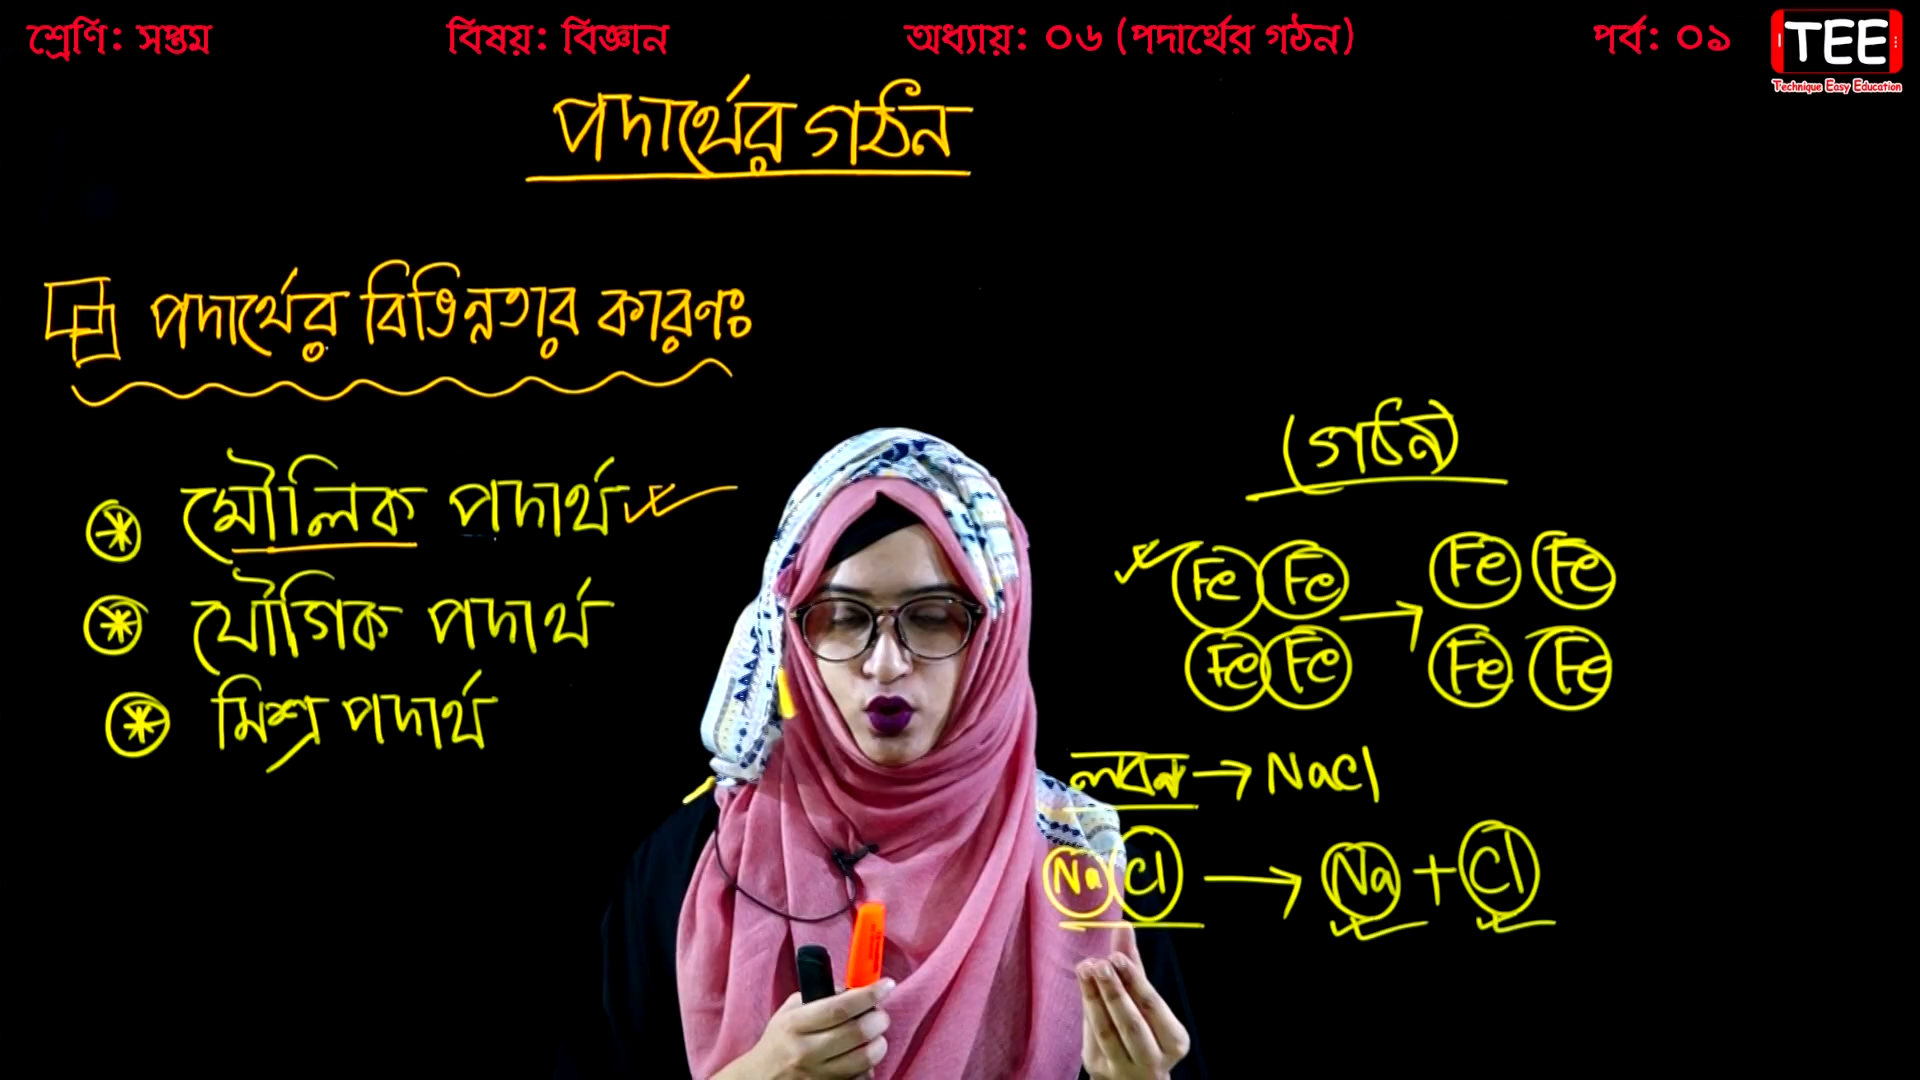 শ্রেণি: সপ্তম
বিষয়: বিজ্ঞান
অধ্যায়: ০৬ (পদার্থের গঠন)
পর্ব: ০১
TEE
Technique Easy Education
পদার্থের গঠন
পদার্থের বিভিন্নতার কারণঃ
মৌলিক পদার্থ
যৌগিক পদার্থ
মিশ্র পদার্থ
(গঠন)
Fe Fe → Fe Fe
Fe Fe Fe Fe
লবন → NaCl
Na Cl → Na + Cl